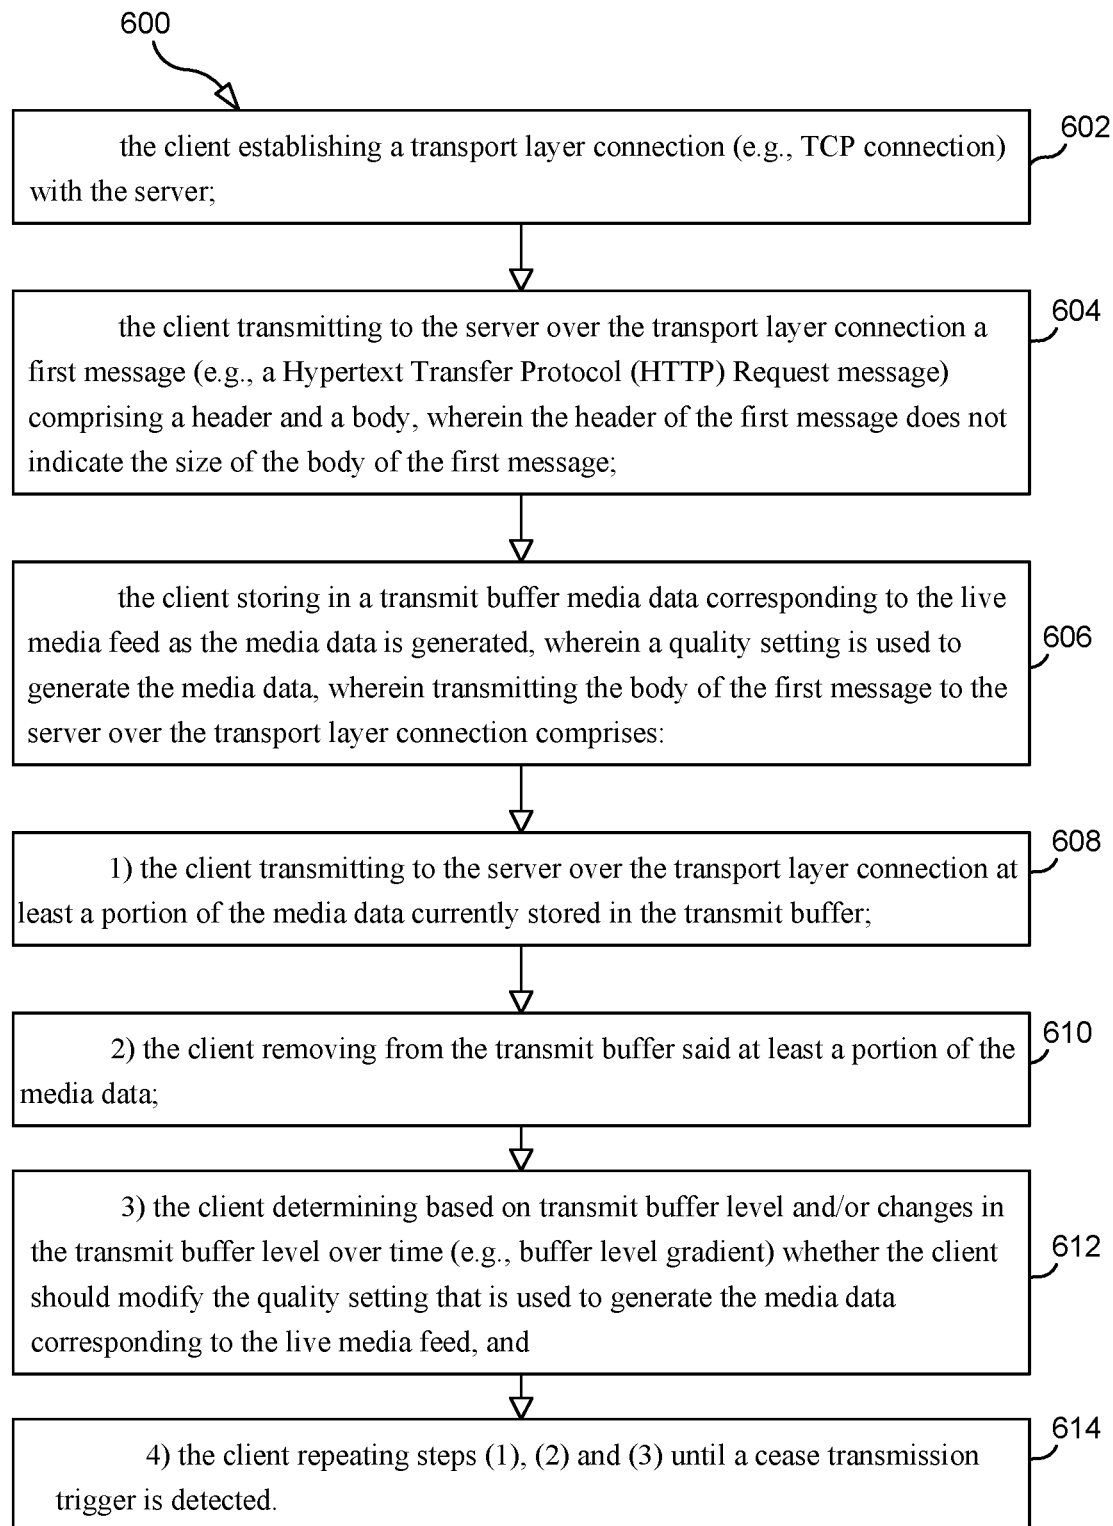 600
the client establishing a transport layer connection (e.g., TCP connection)
with the server;
602
the client transmitting to the server over the transport layer connection a
first message (e.g., a Hypertext Transfer Protocol (HTTP) Request message)
comprising a header and a body, wherein the header of the first message does not
indicate the size of the body of the first message;
604
the client storing in a transmit buffer media data corresponding to the live
media feed as the media data is generated, wherein a quality setting is used to
generate the media data, wherein transmitting the body of the first message to the
server over the transport layer connection comprises:
606
1) the client transmitting to the server over the transport layer connection at
least a portion of the media data currently stored in the transmit buffer;
608
2) the client removing from the transmit buffer said at least a portion of the
media data;
610
3) the client determining based on transmit buffer level and/or changes in
the transmit buffer level over time (e.g., buffer level gradient) whether the client
should modify the quality setting that is used to generate the media data
corresponding to the live media feed, and
612
4) the client repeating steps (1), (2) and (3) until a cease transmission
trigger is detected.
614